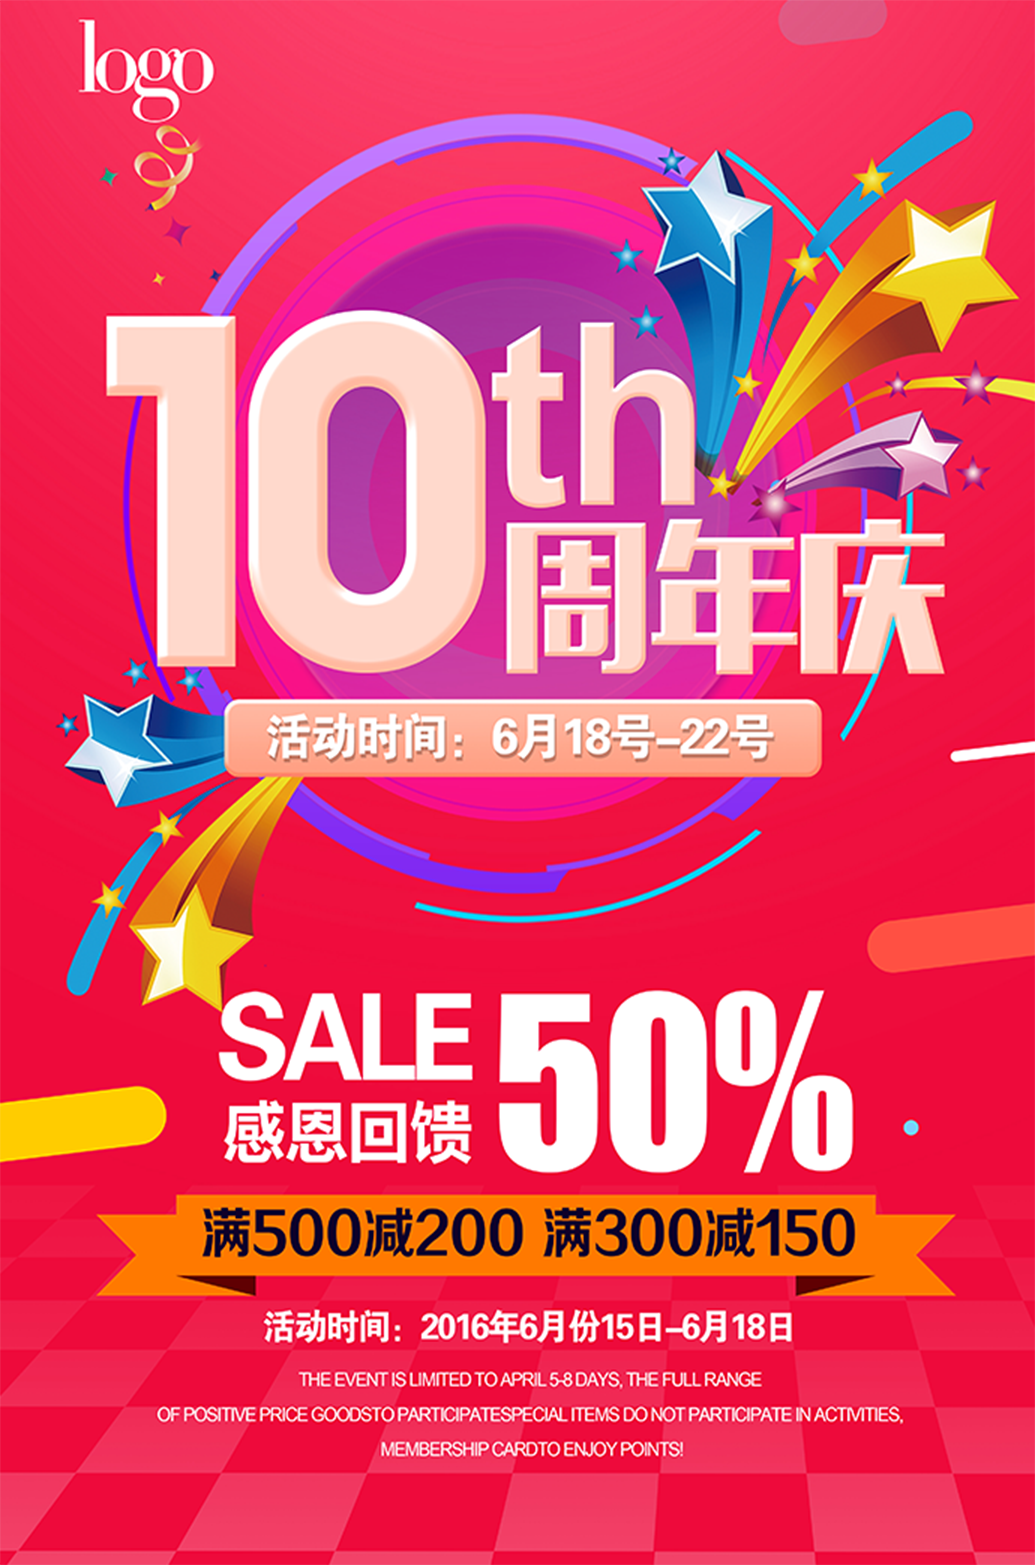 logo
10th
周年庆
活动时间：6月18号-22号
SALE 50%
感恩回馈
满500减200 满300减150
活动时间：2016年6月份15日-6月18日
THE EVENT IS LIMITED TO APRIL 5-8 DAYS, THE FULL RANGE
OF POSITIVE PRICE GOODSTO PARTICIPATESPECIAL ITEMS DO NOT PARTICIPATE IN ACTIVITIES,
MEMBERSHIP CARDTO ENJOY POINTS!